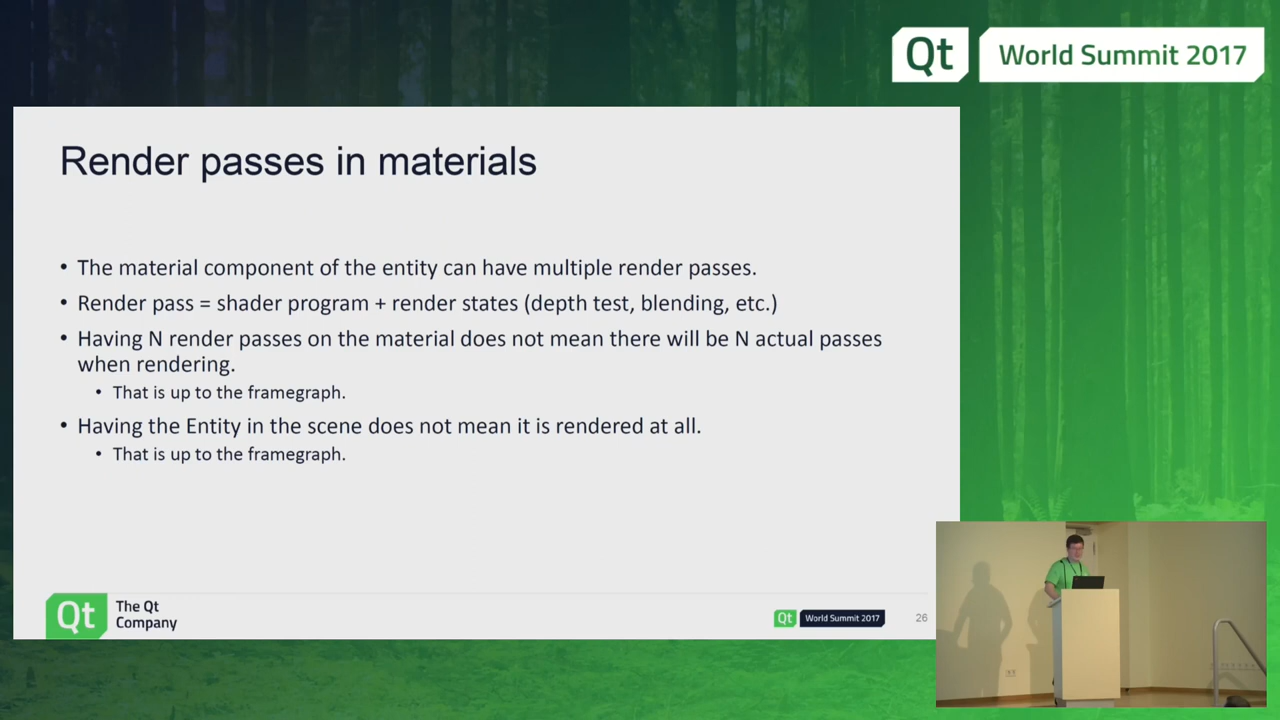 Qt World Summit 2017
Render passes in materials
• The material component of the entity can have multiple render passes.
• Render pass = shader program + render states (depth test, blending, etc.)
• Having N render passes on the material does not mean there will be N actual passes
when rendering.
• That is up to the framegraph.
• Having the Entity in the scene does not mean it is rendered at all.
• That is up to the framegraph.
Qt The Qt
Company
Qt World Summit 2017 26